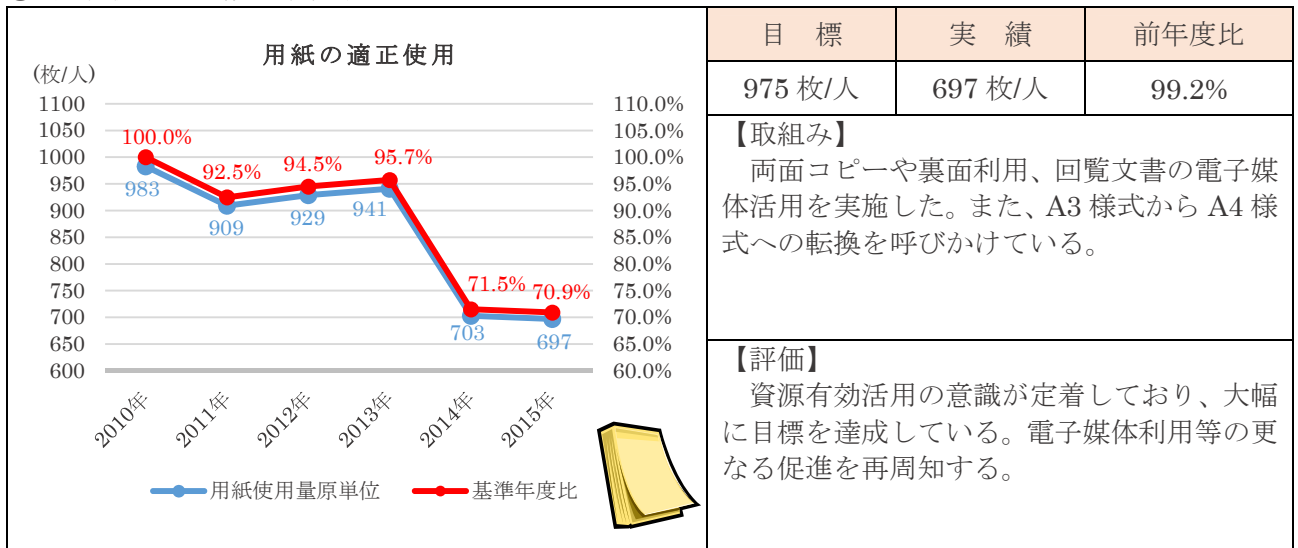 用紙の適正使用
(枚/人)
1100
1050
1000
950
900
850
800
750
700
650
600
110.0%
105.0%
100.0%
95.0%
90.0%
85.0%
80.0%
75.0%
70.0%
65.0%
60.0%
100.0%
92.5%
94.5%
95.7%
71.5%
70.9%
983
909
929
941
703
697
2010年
2011年
2012年
2013年
2014年
2015年
用紙使用量原単位
基準年度比
目 標 実 績 前年度比
975 枚/人 697 枚/人 99.2%
【取組み】
両面コピーや裏面利用、回覧文書の電子媒
体活用を実施した。また、A3 様式から A4 様
式への転換を呼びかけている。
【評価】
資源有効活用の意識が定着しており、大幅
に目標を達成している。電子媒体利用等の更
なる促進を再周知する。